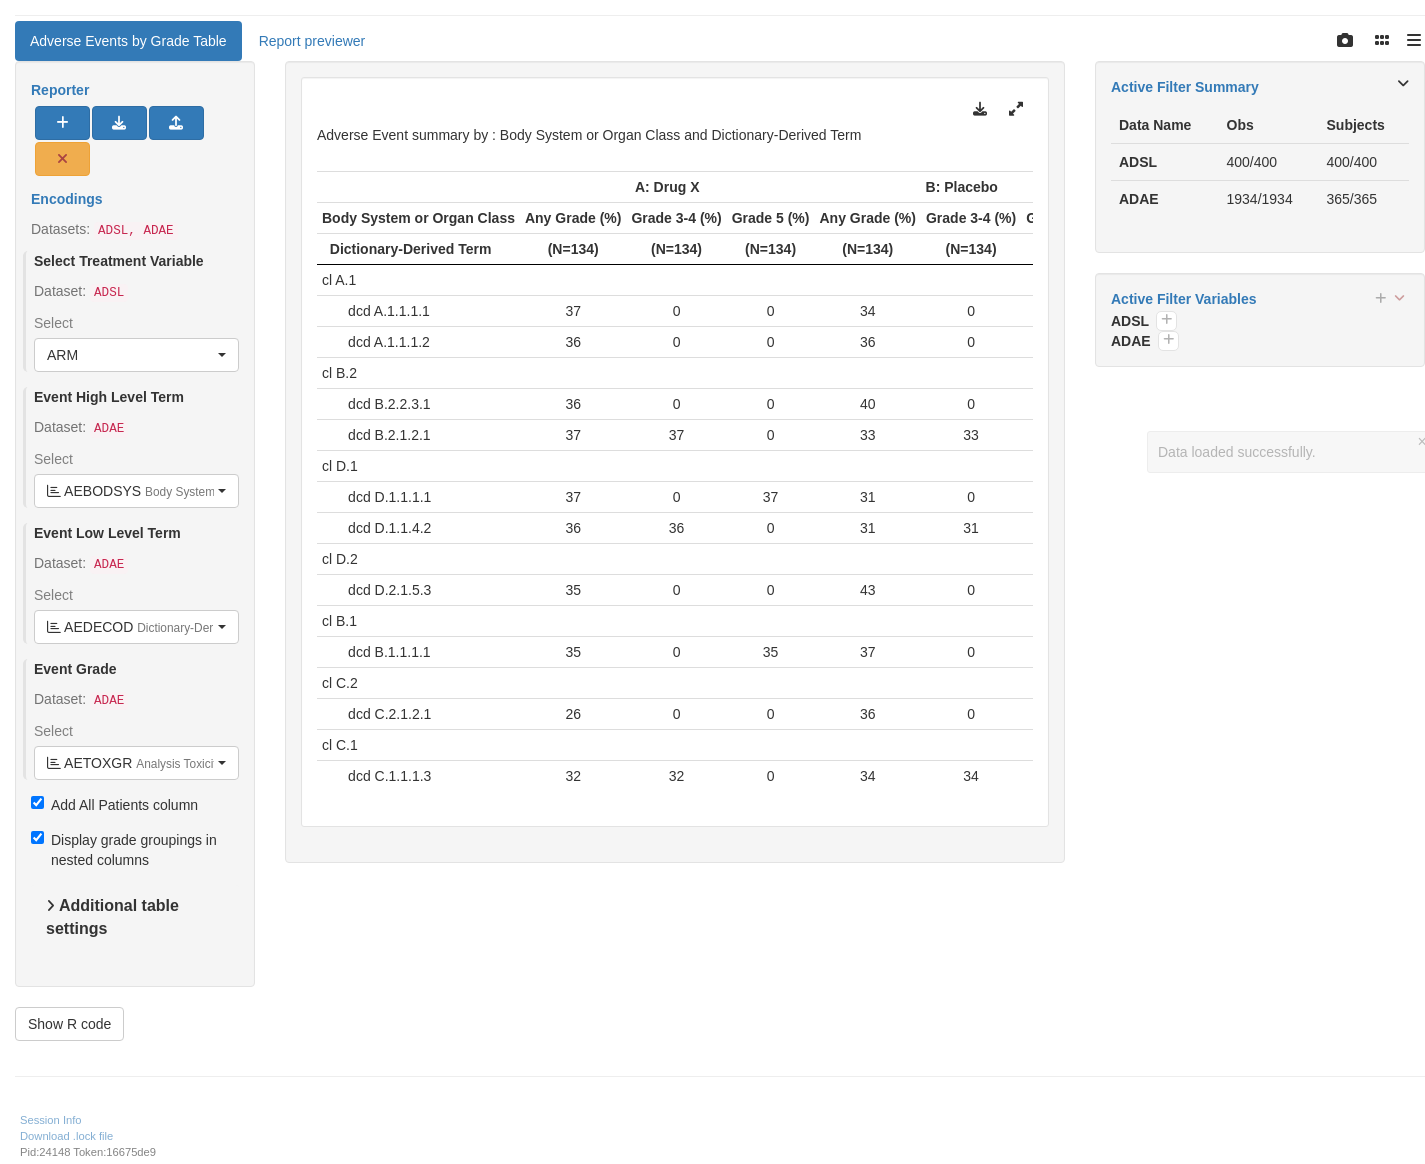 Adverse Events by Grade Table
Report previewer
Reporter
Encodings
Datasets: ADSL, ADAE
Select Treatment Variable
Dataset: ADSL
Select
ARM
Event High Level Term
Dataset: ADAE
Select
AEBODSYS Body System
Event Low Level Term
Dataset: ADAE
Select
AEDECOD Dictionary-Der
Event Grade
Dataset: ADAE
Select
AETOXGR Analysis Toxici
Add All Patients column
Display grade groupings in
nested columns
Additional table
settings
Show R code
Adverse Event summary by : Body System or Organ Class and Dictionary-Derived Term
A: Drug X B: Placebo
Body System or Organ Class Any Grade (%) Grade 3-4 (%) Grade 5 (%) Any Grade (%) Grade 3-4 (%)
Dictionary-Derived Term (N=134) (N=134) (N=134) (N=134) (N=134)
cl A.1
dcd A.1.1.1.1 37 0 0 34 0
dcd A.1.1.1.2 36 0 0 36 0
cl B.2
dcd B.2.2.3.1 36 0 0 40 0
dcd B.2.1.2.1 37 37 0 33 33
cl D.1
dcd D.1.1.1.1 37 0 37 31 0
dcd D.1.1.4.2 36 36 0 31 31
cl D.2
dcd D.2.1.5.3 35 0 0 43 0
cl B.1
dcd B.1.1.1.1 35 0 35 37 0
cl C.2
dcd C.2.1.2.1 26 0 0 36 0
cl C.1
dcd C.1.1.1.3 32 32 0 34 34
Active Filter Summary
Data Name Obs Subjects
ADSL 400/400 400/400
ADAE 1934/1934 365/365
Active Filter Variables
ADSL
ADAE
Data loaded successfully.
Session Info
Download .lock file
Pid:24148 Token:16675de9